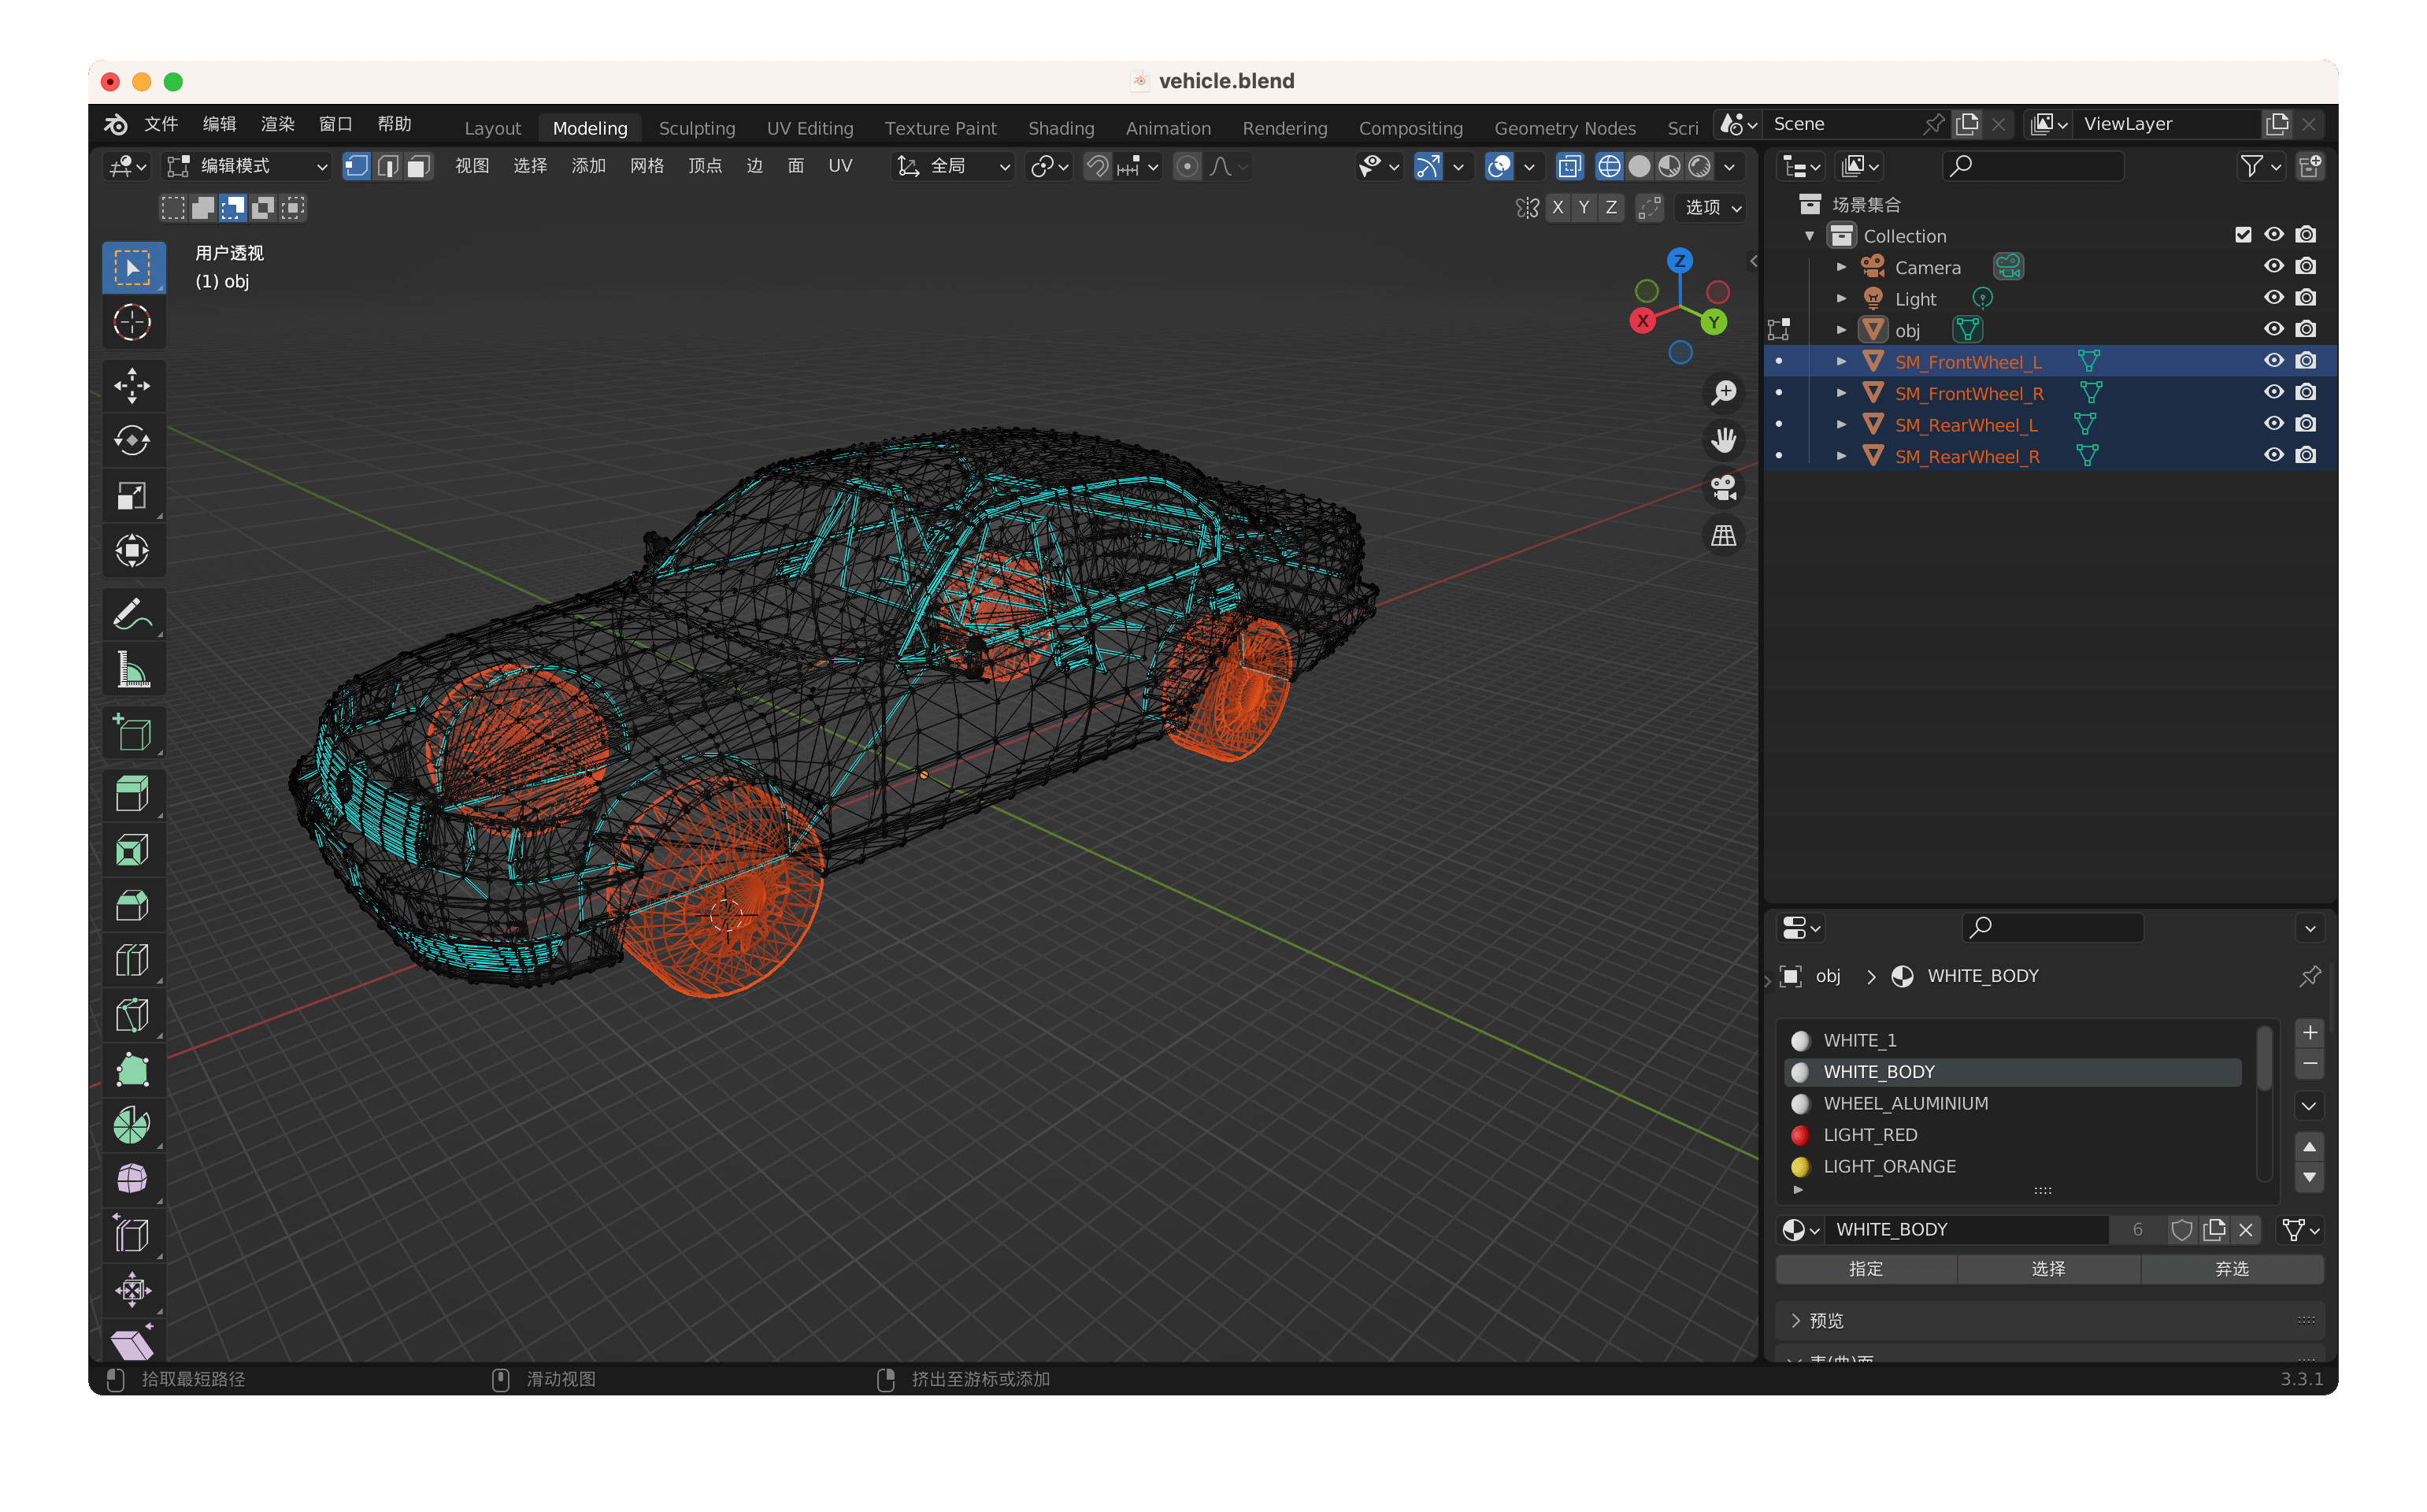 vehicle.blend
文件 编辑 渲染 窗口 帮助 Layout Modeling Sculpting UV Editing Texture Paint Shading Animation Rendering Compositing Geometry Nodes Scri Scene ViewLayer
编辑模式 视图 选择 添加 网格 顶点 边 面 UV 全局
X Y Z 选项
用户透视
(1) obj
Z
X
Y
场景集合
Collection
Camera
Light
obj
SM_FrontWheel_L
SM_FrontWheel_R
SM_RearWheel_L
SM_RearWheel_R
obj WHITE_BODY
WHITE_1
WHITE_BODY
WHEEL_ALUMINIUM
LIGHT_RED
LIGHT_ORANGE
WHITE_BODY 6
指定 选择 弃选
预览
拾取最短路径 滑动视图 挤出至游标或添加 3.3.1